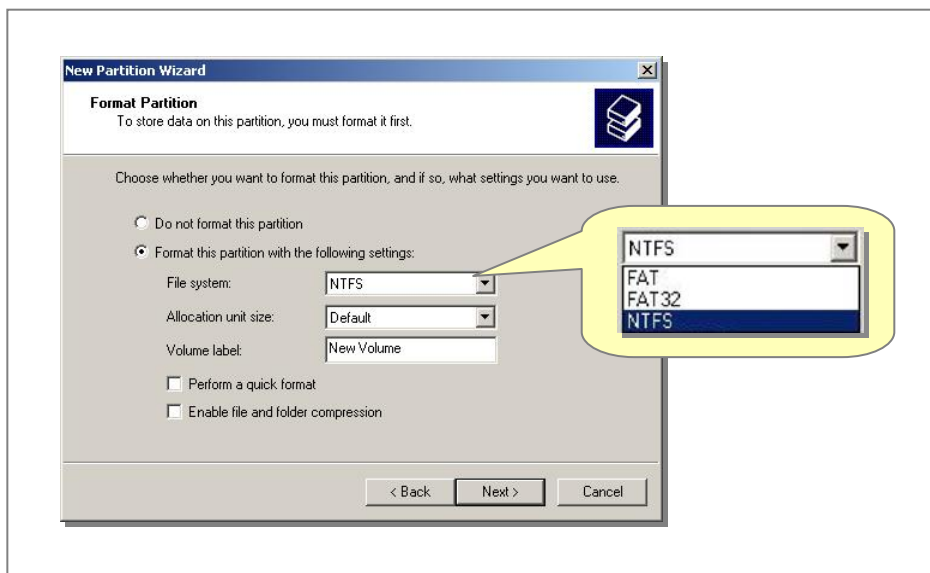 New Partition Wizard
Format Partition
To store data on this partition, you must format it first.
Choose whether you want to format this partition, and if so, what settings you want to use.
Do not format this partition
Format this partition with the following settings:
File system: NTFS
Allocation unit size: Default
Volume label: New Volume
Perform a quick format
Enable file and folder compression
< Back Next > Cancel
NTFS
FAT
FAT32
NTFS